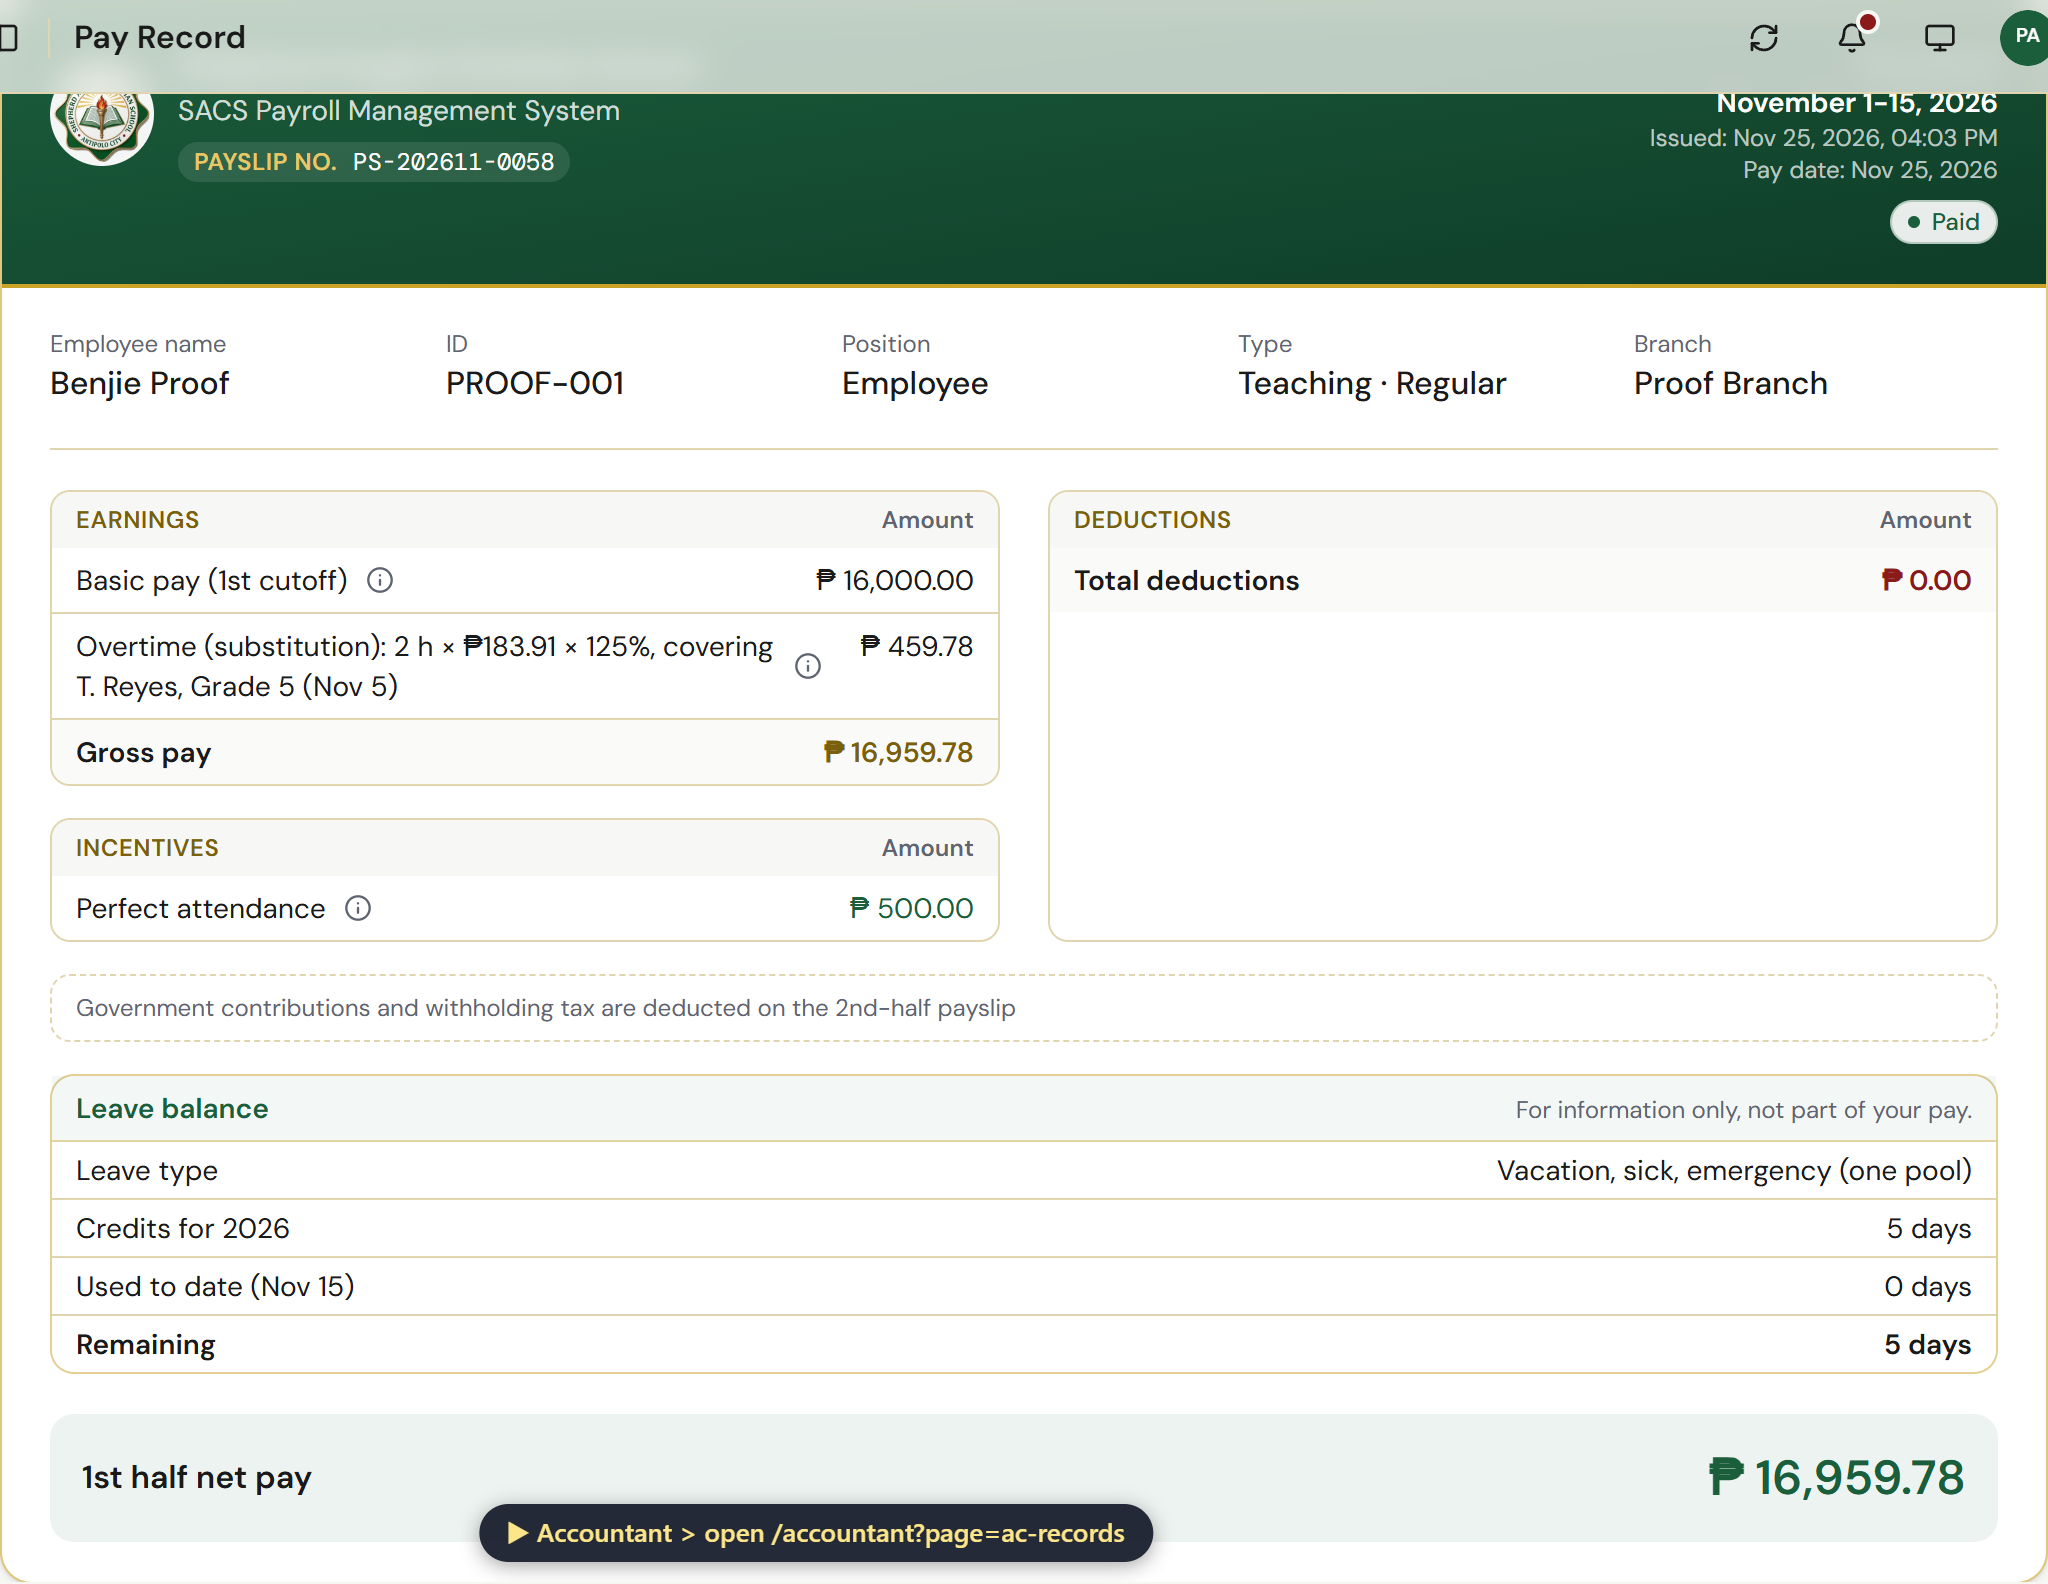 Pay Record
PA
SACS Payroll Management System
PAYSLIP NO. PS-202611-0058
November 1-15, 2026
Issued: Nov 25, 2026, 04:03 PM
Pay date: Nov 25, 2026
Paid
Employee name
Benjie Proof
ID
PROOF-001
Position
Employee
Type
Teaching · Regular
Branch
Proof Branch
EARNINGS Amount
Basic pay (1st cutoff) ₱ 16,000.00
Overtime (substitution): 2 h × ₱183.91 × 125%, covering ₱ 459.78
T. Reyes, Grade 5 (Nov 5)
Gross pay ₱ 16,959.78
INCENTIVES Amount
Perfect attendance ₱ 500.00
DEDUCTIONS Amount
Total deductions ₱ 0.00
Government contributions and withholding tax are deducted on the 2nd-half payslip
Leave balance For information only, not part of your pay.
Leave type Vacation, sick, emergency (one pool)
Credits for 2026 5 days
Used to date (Nov 15) 0 days
Remaining 5 days
1st half net pay ₱ 16,959.78
▶ Accountant > open /accountant?page=ac-records